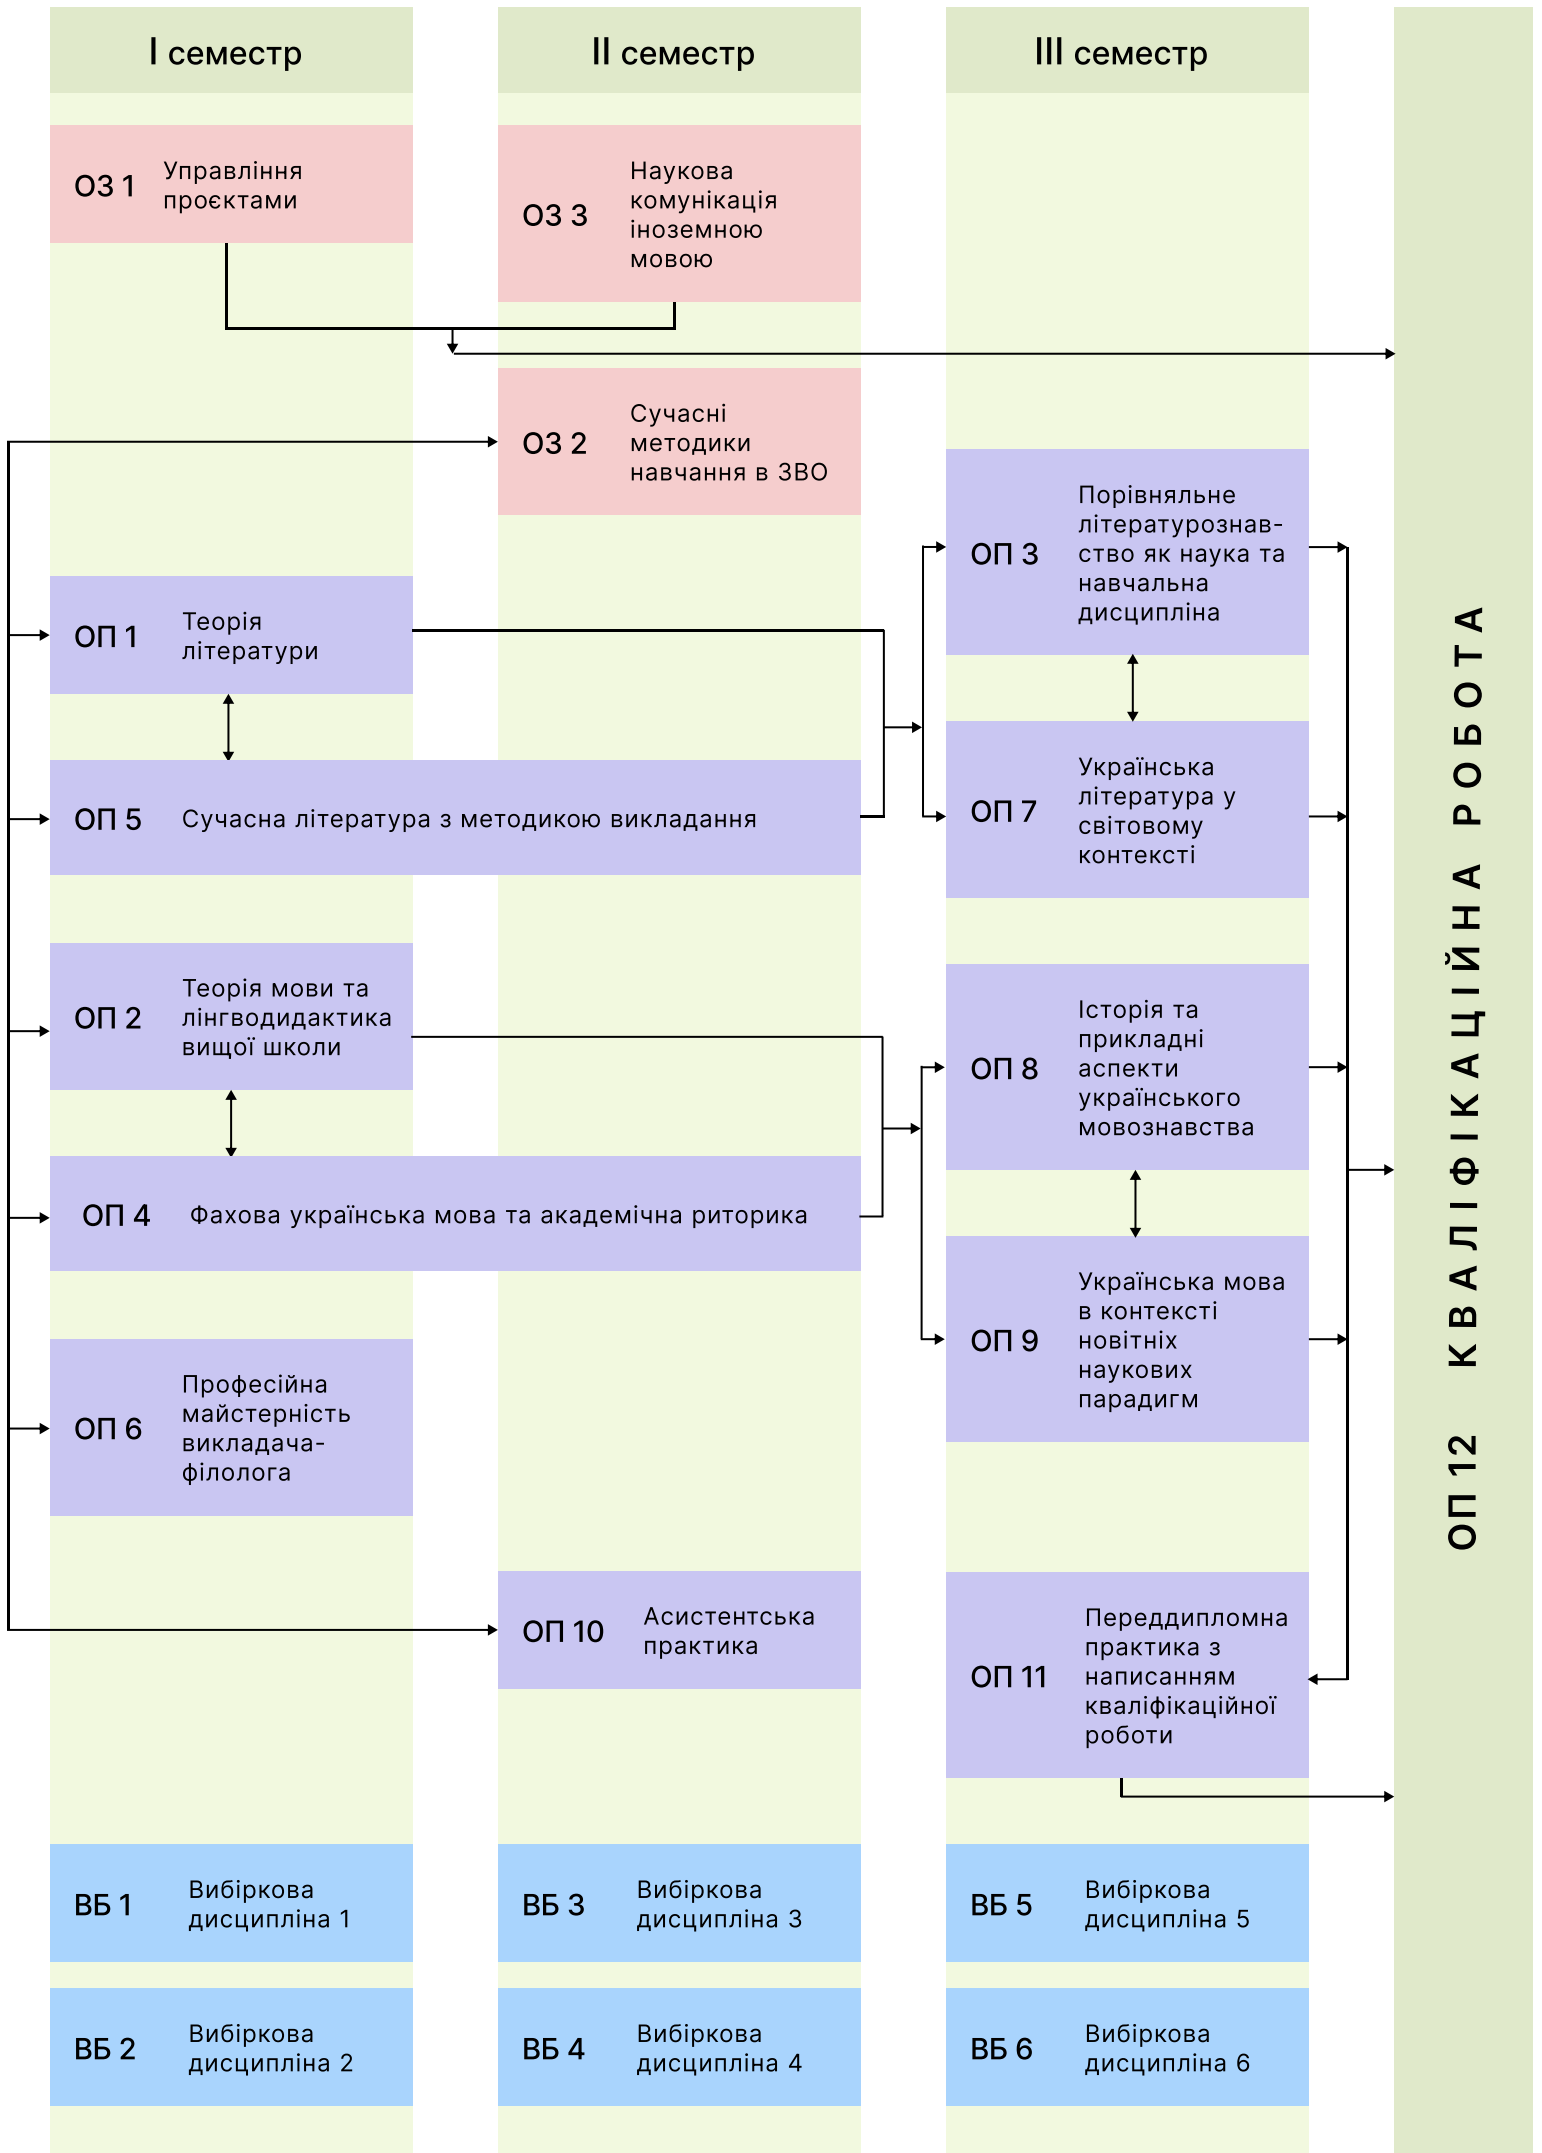 I семестр
II семестр
III семестр
ОЗ 1
Управління
проєктами
ОЗ 3
Наукова
комунікація
іноземною
мовою
ОЗ 2
Сучасні
методики
навчання в ЗВО
ОП 3
Порівняльне
літературознав-
ство як наука та
навчальна
дисципліна
ОП 1
Теорія
літератури
ОП 7
Українська
література у
світовому
контексті
ОП 5
Сучасна література з методикою викладання
ОП 2
Теорія мови та
лінгводидактика
вищої школи
ОП 8
Історія та
прикладні
аспекти
українського
мовознавства
ОП 4
Фахова українська мова та академічна риторика
ОП 9
Українська мова
в контексті
новітніх
наукових
парадигм
ОП 6
Професійна
майстерність
викладача-
філолога
ОП 10
Асистентська
практика
ОП 11
Переддипломна
практика з
написанням
кваліфікаційної
роботи
ОП 12 КВАЛІФІКАЦІЙНА РОБОТА
ВБ 1
Вибіркова
дисципліна 1
ВБ 3
Вибіркова
дисципліна 3
ВБ 5
Вибіркова
дисципліна 5
ВБ 2
Вибіркова
дисципліна 2
ВБ 4
Вибіркова
дисципліна 4
ВБ 6
Вибіркова
дисципліна 6